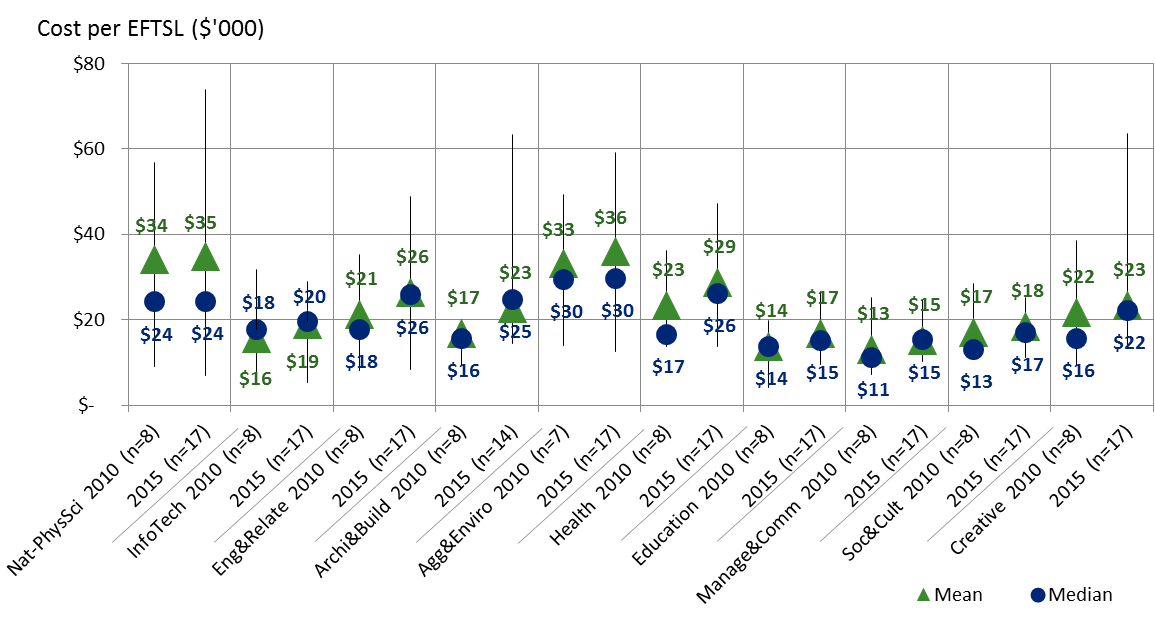 Cost per EFTSL ($'000)
$80
$60
$40
$20
$-
$34
$35
$24
$24
$18
$16
$20
$19
$21
$18
$26
$26
$17
$16
$23
$25
$33
$30
$36
$30
$23
$17
$29
$26
$14
$14
$17
$15
$13
$11
$15
$15
$17
$13
$18
$17
$22
$16
$23
$22
Nat-PhysSci 2010 (n=8)
2015 (n=17)
InfoTech 2010 (n=8)
2015 (n=17)
Eng&Relate 2010 (n=8)
2015 (n=17)
Archi&Build 2010 (n=8)
2015 (n=14)
Agg&Enviro 2010 (n=7)
2015 (n=17)
Health 2010 (n=8)
2015 (n=17)
Education 2010 (n=8)
2015 (n=17)
Manage&Comm 2010 (n=8)
2015 (n=17)
Soc&Cult 2010 (n=8)
2015 (n=17)
Creative 2010 (n=8)
2015 (n=17)
Mean
Median